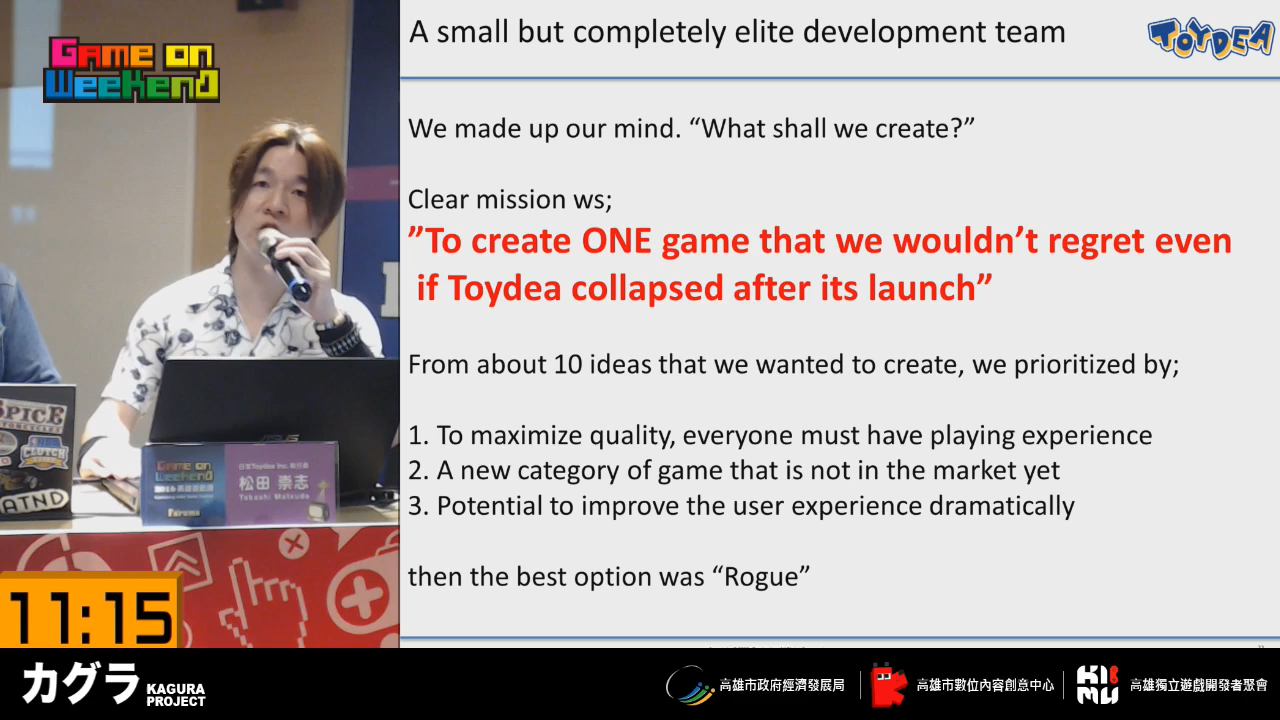 A small but completely elite development team
TOYDEA
GAME ON
WEEKEND
We made up our mind. “What shall we create?”
Clear mission ws;
”To create ONE game that we wouldn’t regret even
if Toydea collapsed after its launch”
From about 10 ideas that we wanted to create, we prioritized by;
1. To maximize quality, everyone must have playing experience
2. A new category of game that is not in the market yet
3. Potential to improve the user experience dramatically
then the best option was “Rogue”
SPICE
CLUTCH
ATND
GAME ON
WEEKEND
松田 崇志
Takashi Matsuda
11:15
カグラ
KAGURA
PROJECT
高雄市政府經濟發展局
高雄市數位內容創意中心
KIMU
高雄獨立遊戲開發者聚會